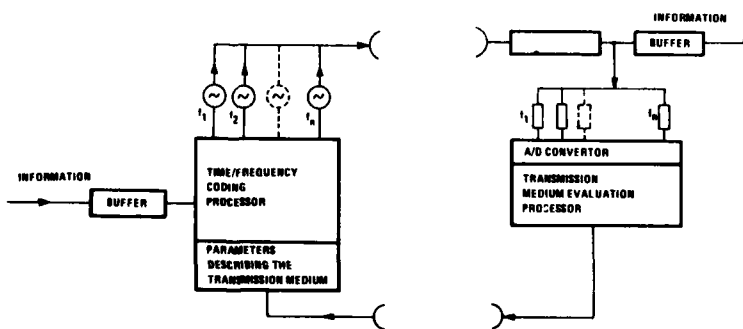 INFORMATION
BUFFER
f1
f2
fn
TIME/FREQUENCY
CODING
PROCESSOR
PARAMETERS
DESCRIBING THE
TRANSMISSION MEDIUM
INFORMATION
BUFFER
f1
fn
A/D CONVERTOR
TRANSMISSION
MEDIUM EVALUATION
PROCESSOR